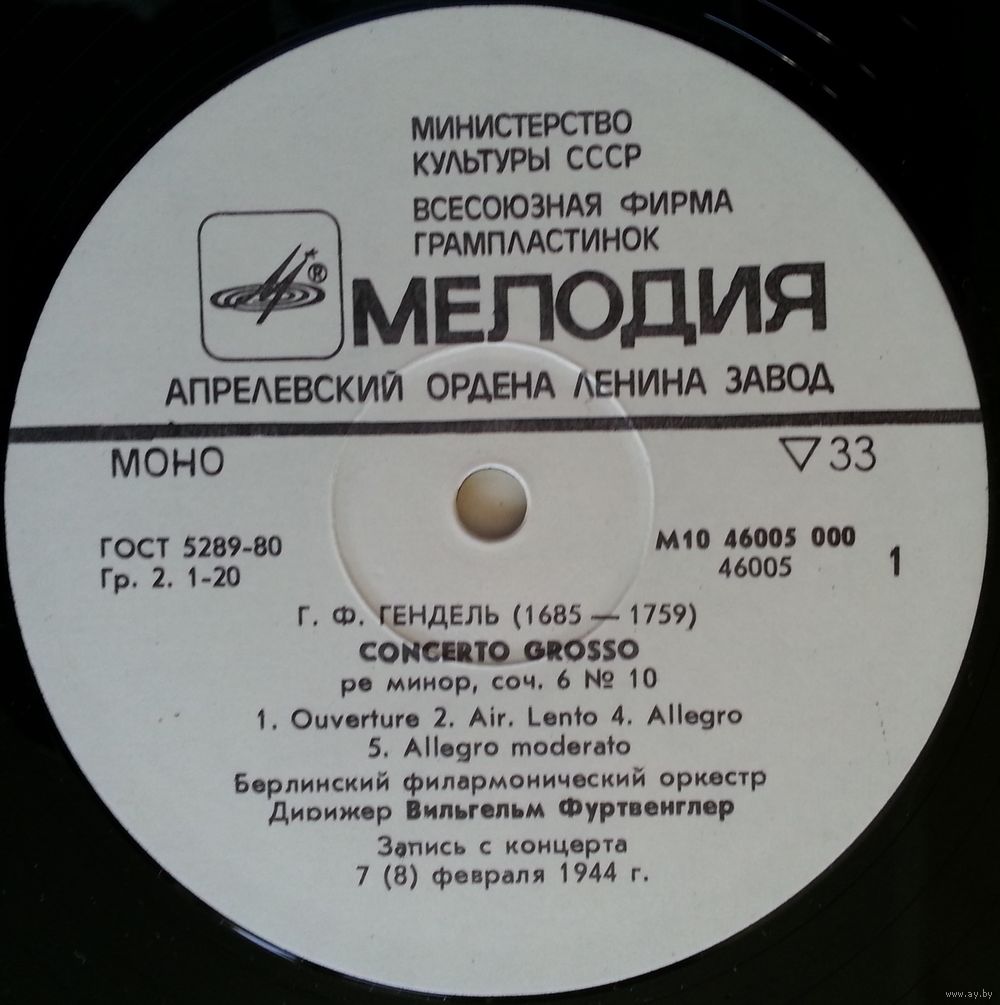 МИНИСТЕРСТВО
КУЛЬТУРЫ СССР
ВСЕСОЮЗНАЯ ФИРМА
ГРАМПЛАСТИНОК
®
МЕЛОДИЯ
АПРЕЛЕВСКИЙ ОРДЕНА ЛЕНИНА ЗАВОД
МОНО
▽33
ГОСТ 5289-80
Гр. 2. 1-20
М10 46005 000
46005
1
Г. Ф. ГЕНДЕЛЬ (1685 — 1759)
CONCERTO GROSSO
ре минор, соч. 6 № 10
1. Ouverture 2. Air. Lento 4. Allegro
5. Allegro moderato
Берлинский филармонический оркестр
Дирижер Вильгельм Фуртвенглер
Запись с концерта
7 (8) февраля 1944 г.
www.ay.by